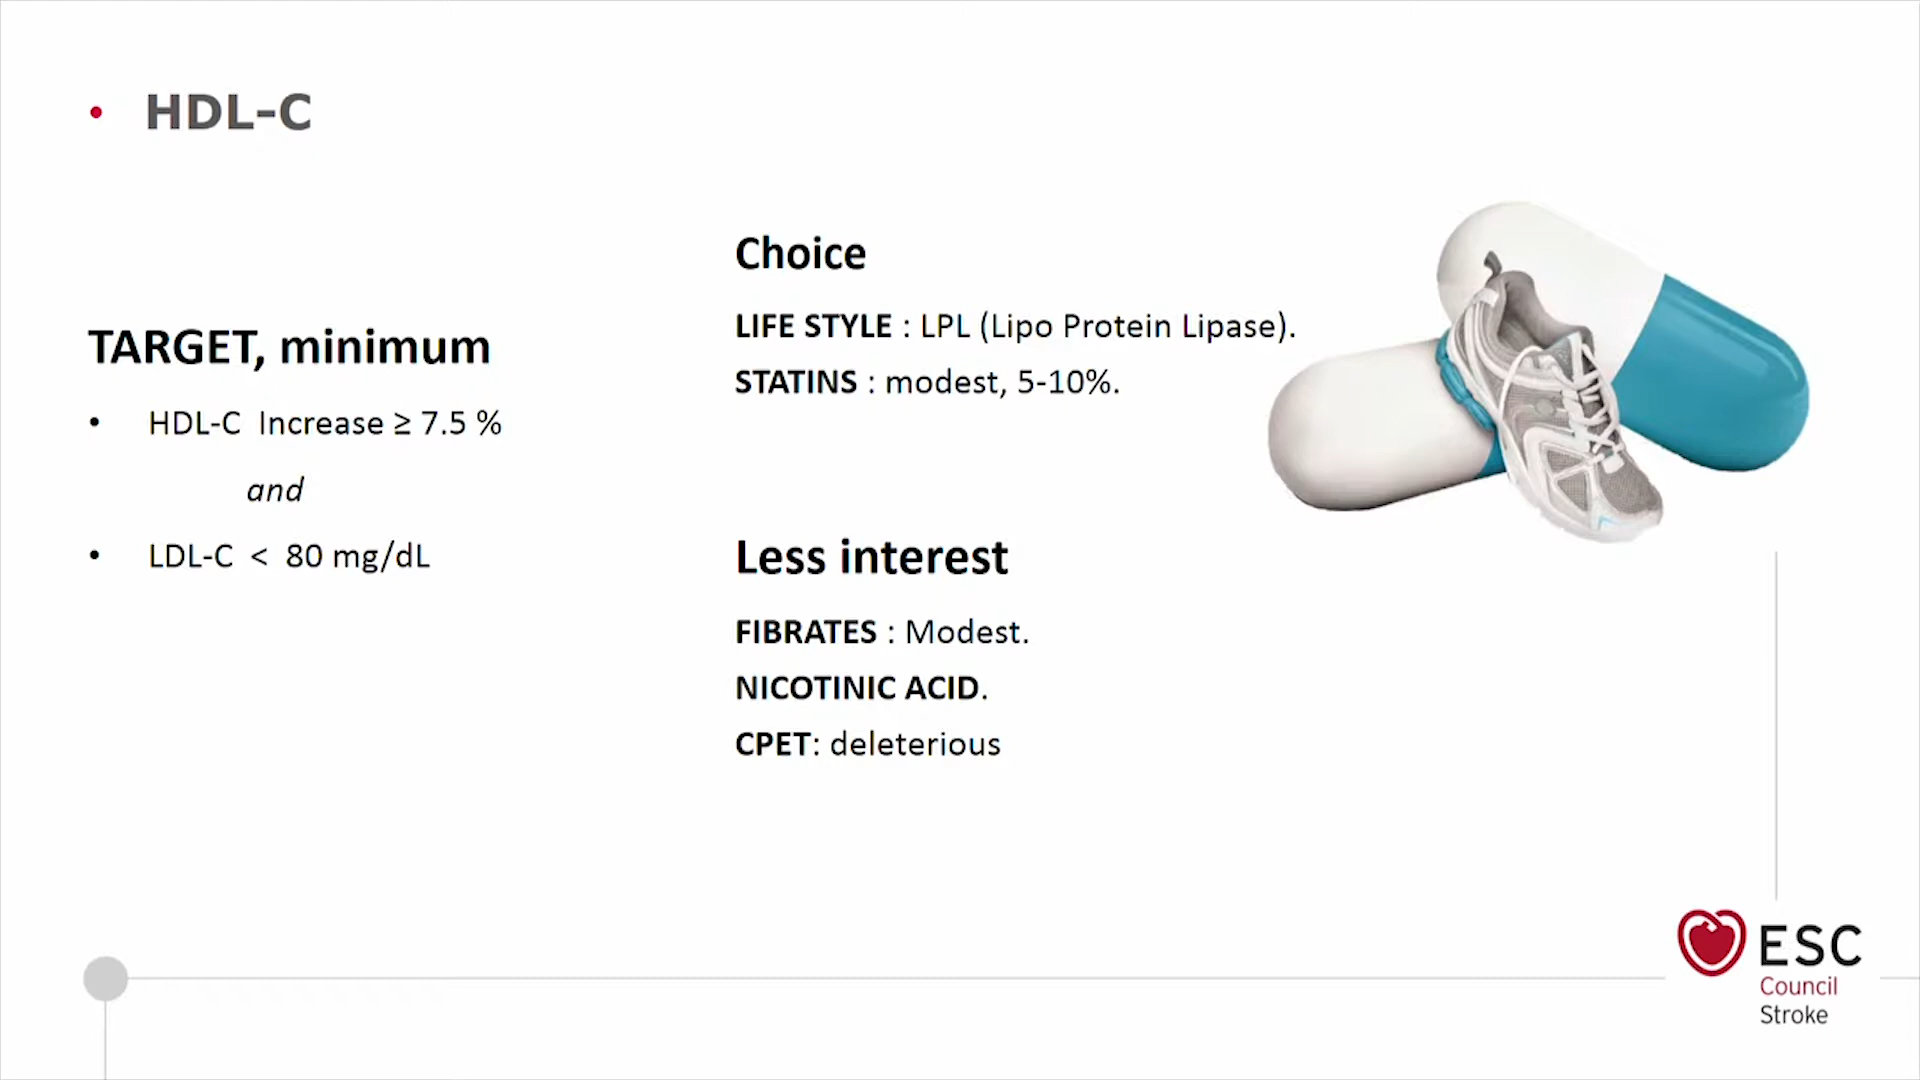 • HDL-C
TARGET, minimum
• HDL-C Increase ≥ 7.5 %
and
• LDL-C < 80 mg/dL
Choice
LIFE STYLE : LPL (Lipo Protein Lipase).
STATINS : modest, 5-10%.
Less interest
FIBRATES : Modest.
NICOTINIC ACID.
CPET: deleterious
ESC
Council
Stroke